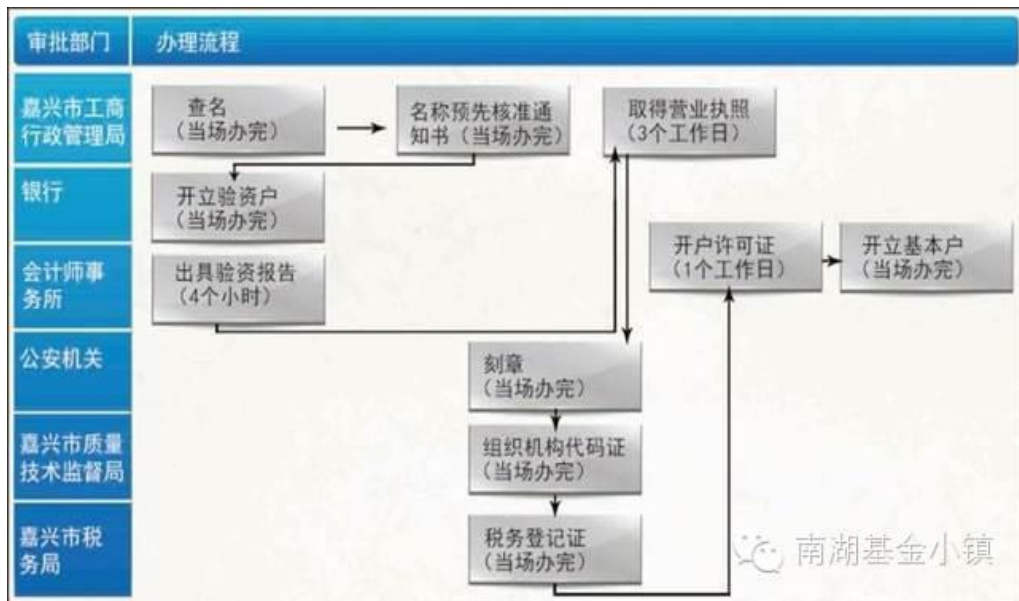 审批部门
办理流程
嘉兴市工商
行政管理局
查名
(当场办完)
名称预先核准通
知书(当场办完)
取得营业执照
(3个工作日)
银行
开立验资户
(当场办完)
开户许可证
(1个工作日)
开立基本户
(当场办完)
会计师事
务所
出具验资报告
(4个小时)
公安机关
刻章
(当场办完)
嘉兴市质量
技术监督局
组织机构代码证
(当场办完)
嘉兴市税
务局
税务登记证
(当场办完)
南湖基金小镇